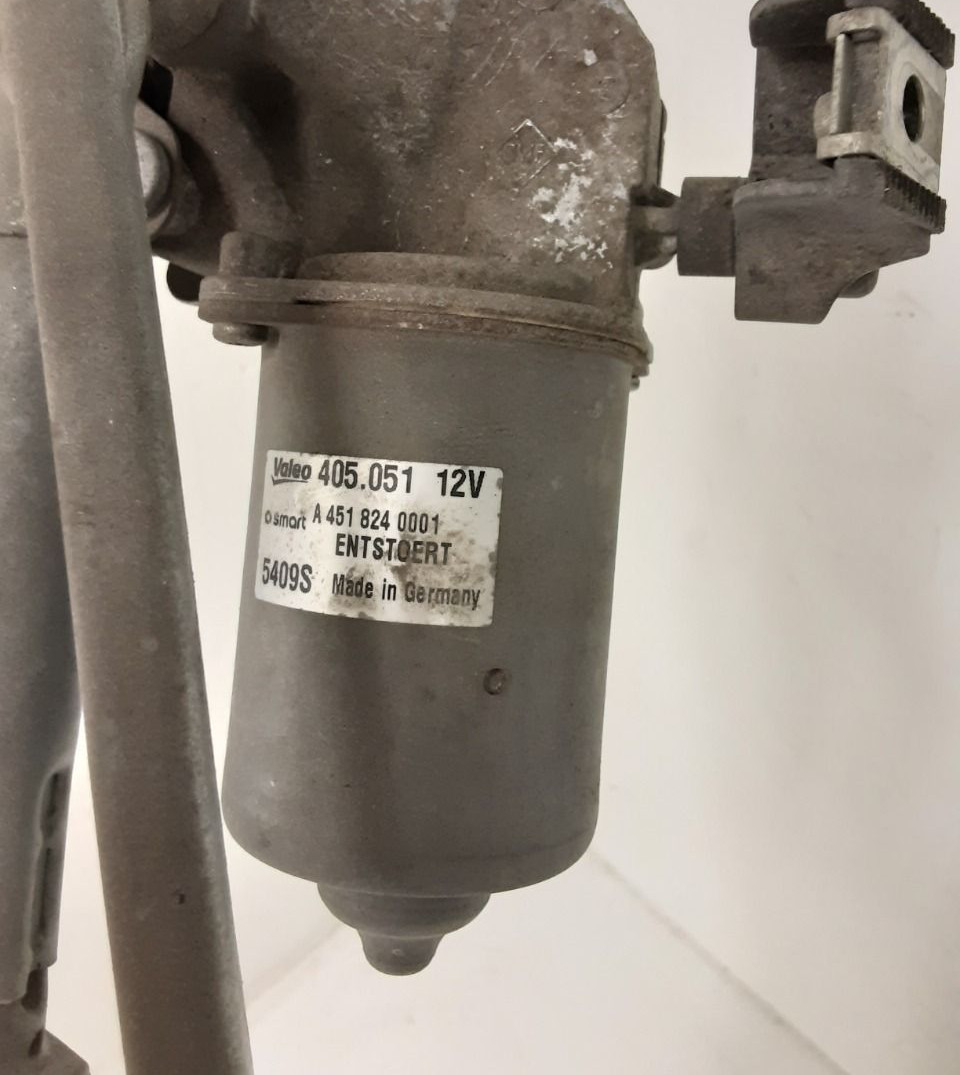 Valeo 405.051 12V
smart A 451 824 0001
ENTSTOERT
5409S Made in Germany